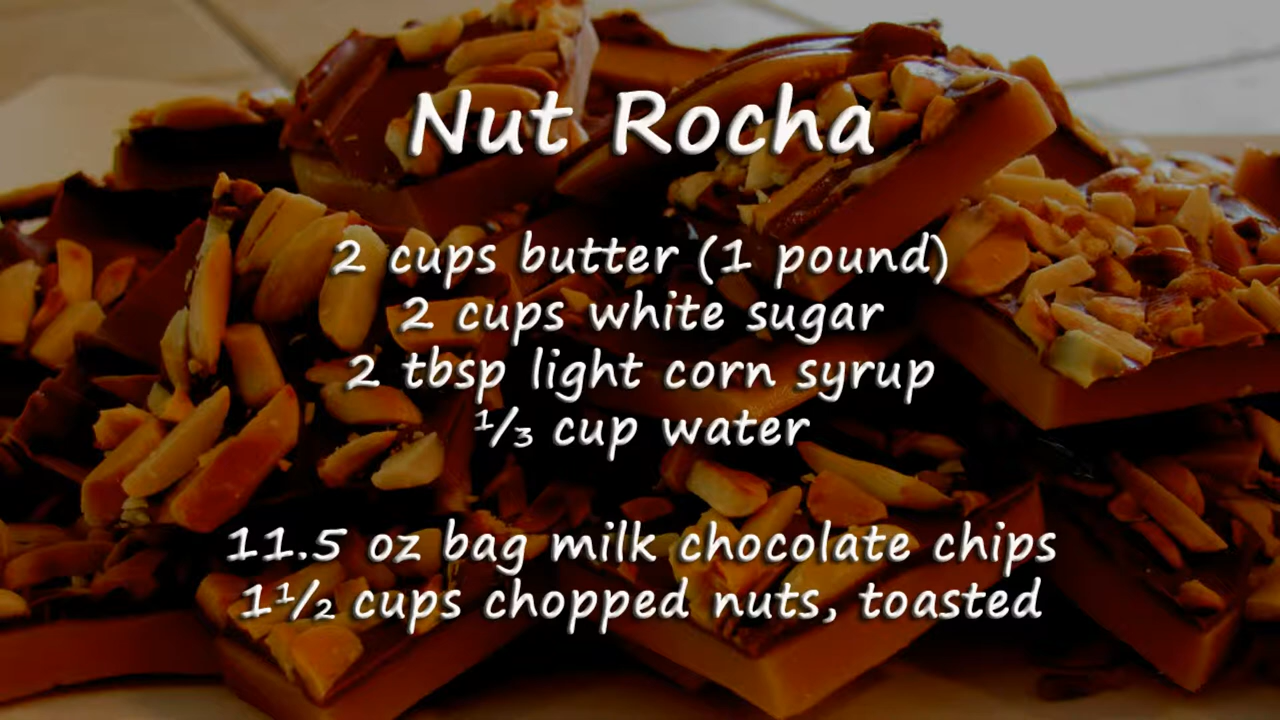 Nut Rocha
2 cups butter (1 pound)
2 cups white sugar
2 tbsp light corn syrup
⅓ cup water
11.5 oz bag milk chocolate chips
1½ cups chopped nuts, toasted